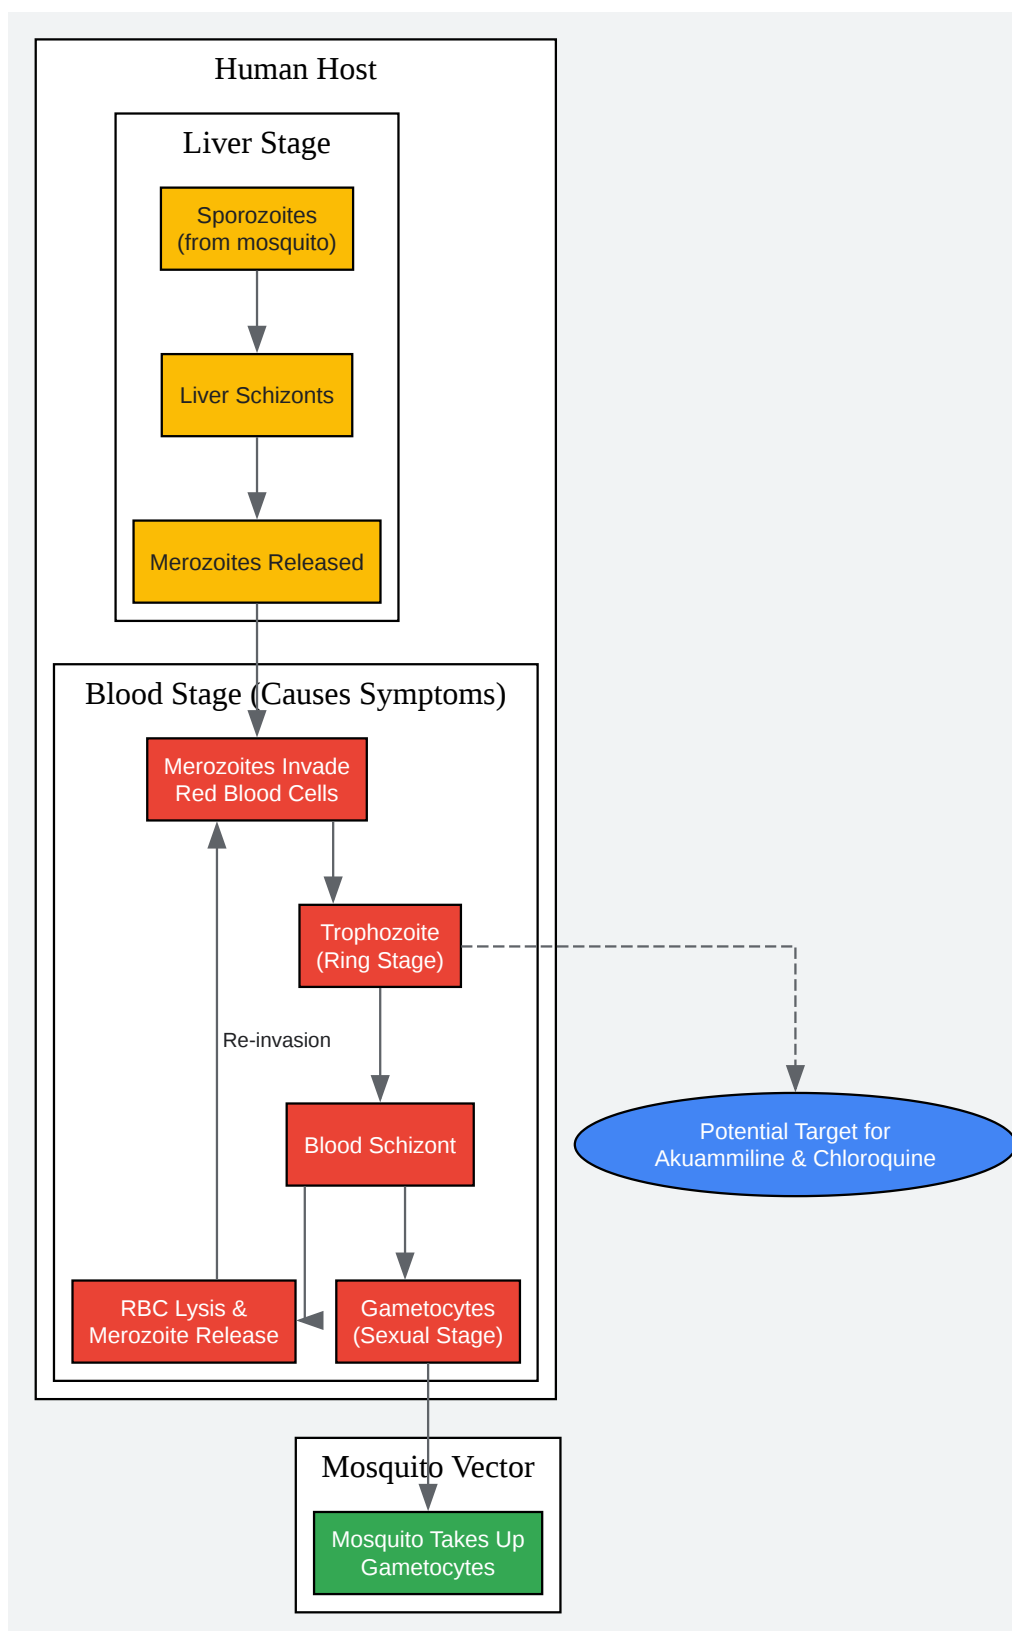 Human Host
Liver Stage
Sporozoites
(from mosquito)
Liver Schizonts
Merozoites Released
Blood Stage (Causes Symptoms)
Merozoites Invade
Red Blood Cells
Trophozoite
(Ring Stage)
Re-invasion
Blood Schizont
Potential Target for
Akuammiline & Chloroquine
RBC Lysis &
Merozoite Release
Gametocytes
(Sexual Stage)
Mosquito Vector
Mosquito Takes Up
Gametocytes